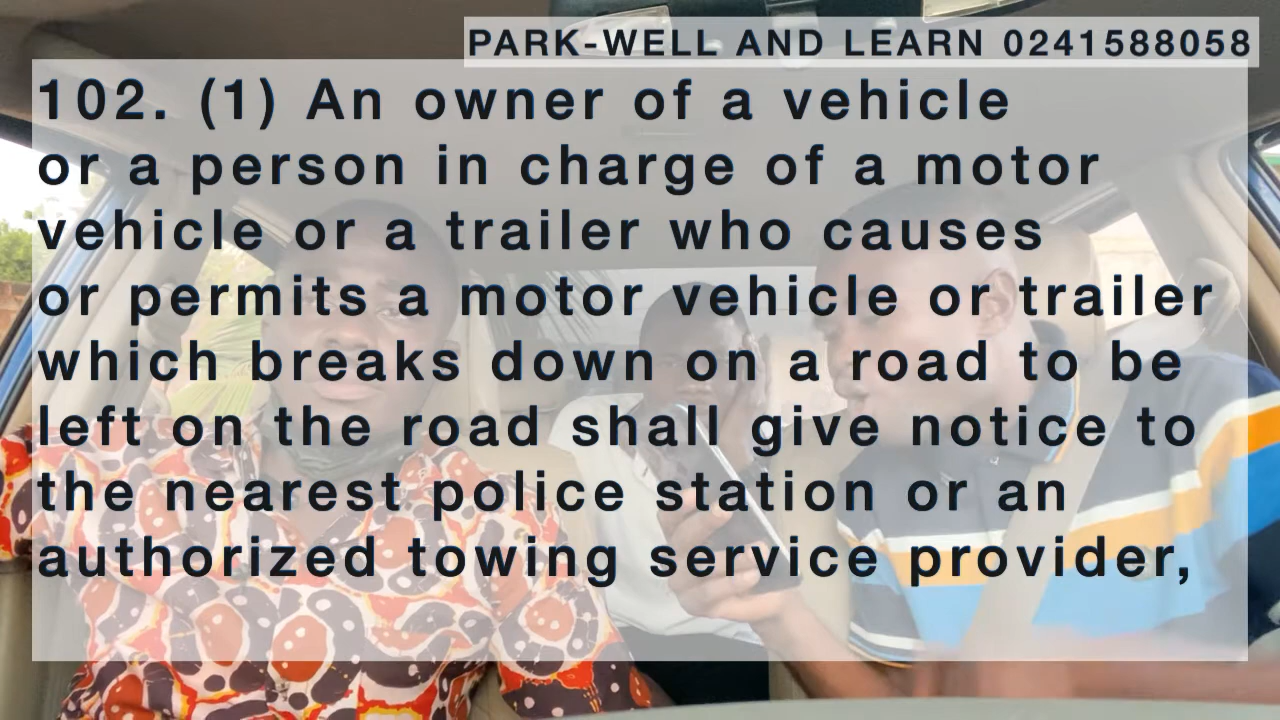 PARK-WELL AND LEARN 0241588058
102. (1) An owner of a vehicle
or a person in charge of a motor
vehicle or a trailer who causes
or permits a motor vehicle or trailer
which breaks down on a road to be
left on the road shall give notice to
the nearest police station or an
authorized towing service provider,